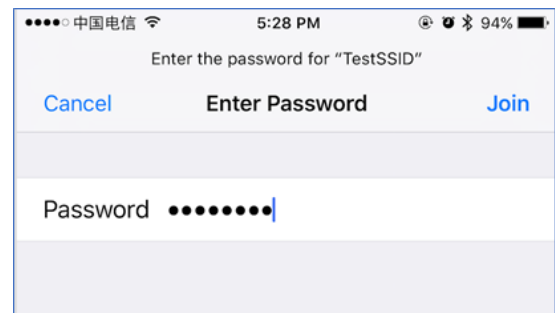 中国电信 5:28 PM 94%
Enter the password for “TestSSID”
Cancel Enter Password Join
Password ●●●●●●●●